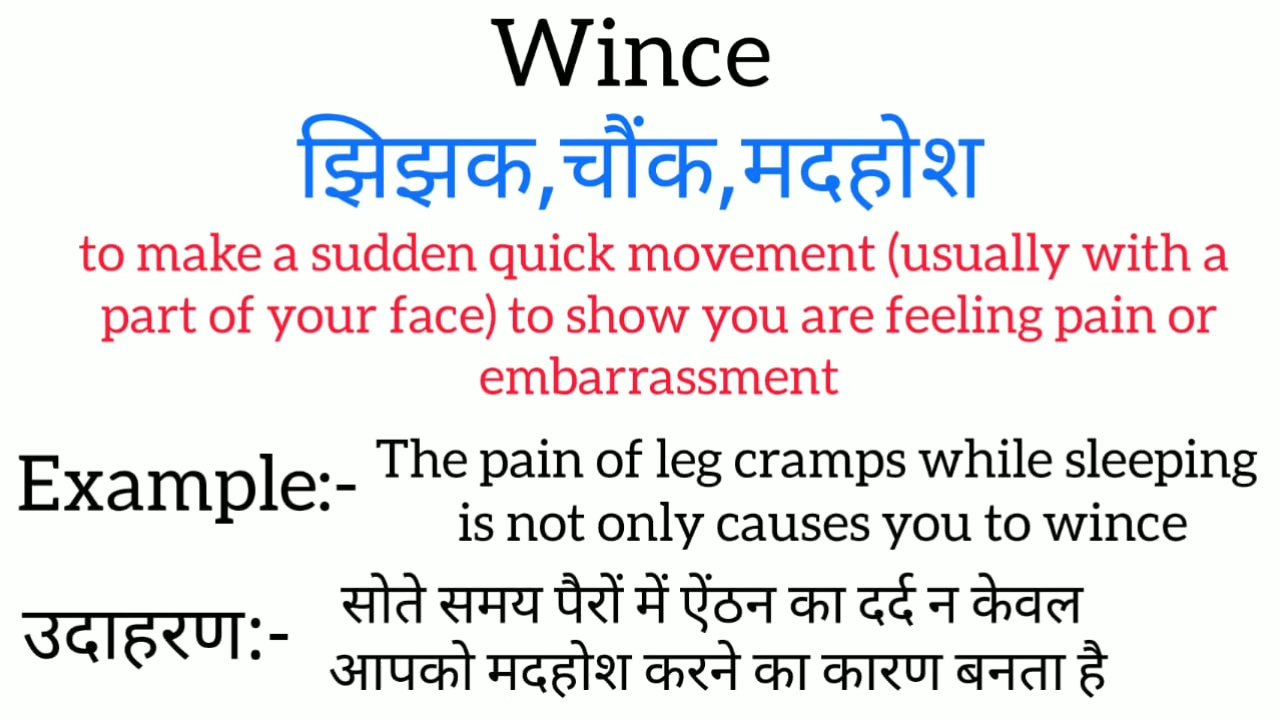 Wince
झिझक,चौंक,मदहोश
to make a sudden quick movement (usually with a
part of your face) to show you are feeling pain or
embarrassment
Example:- The pain of leg cramps while sleeping
is not only causes you to wince
उदाहरण:- सोते समय पैरों में ऐंठन का दर्द न केवल
आपको मदहोश करने का कारण बनता है